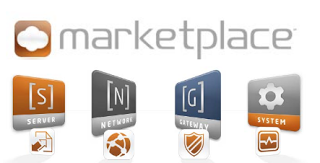 marketplace
[S] [N] [G]
SERVER NETWORK GATEWAY SYSTEM